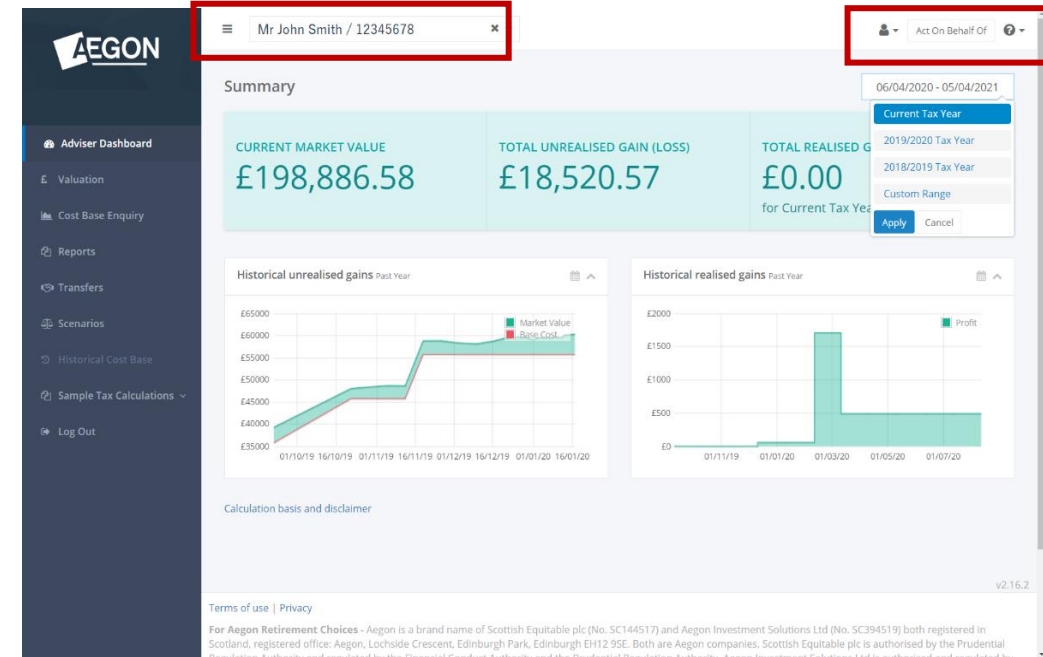 AEGON
Mr John Smith / 12345678 ×
Act On Behalf Of
Summary
06/04/2020 - 05/04/2021
Current Tax Year
2019/2020 Tax Year
2018/2019 Tax Year
Custom Range
Apply Cancel
Adviser Dashboard
£ Valuation
Cost Base Enquiry
Reports
Transfers
Scenarios
Historical Cost Base
Sample Tax Calculations
Log Out
CURRENT MARKET VALUE
£198,886.58
TOTAL UNREALISED GAIN (LOSS)
£18,520.57
TOTAL REALISED G
£0.00
for Current Tax Yea
Historical unrealised gains Past Year
£65000
£60000
£55000
£50000
£45000
£40000
£35000
Market Value
Base Cost
01/10/19 16/10/19 01/11/19 16/11/19 01/12/19 16/12/19 01/01/20 16/01/20
Historical realised gains Past Year
£2000
£1500
£1000
£500
£0
Profit
01/11/19 01/01/20 01/03/20 01/05/20 01/07/20
Calculation basis and disclaimer
v2.16.2
Terms of use | Privacy
For Aegon Retirement Choices - Aegon is a brand name of Scottish Equitable plc (No. SC144517) and Aegon Investment Solutions Ltd (No. SC394519) both registered in
Scotland, registered office: Aegon, Lochside Crescent, Edinburgh Park, Edinburgh EH12 9SE. Both are Aegon companies. Scottish Equitable plc is authorised by the Prudential